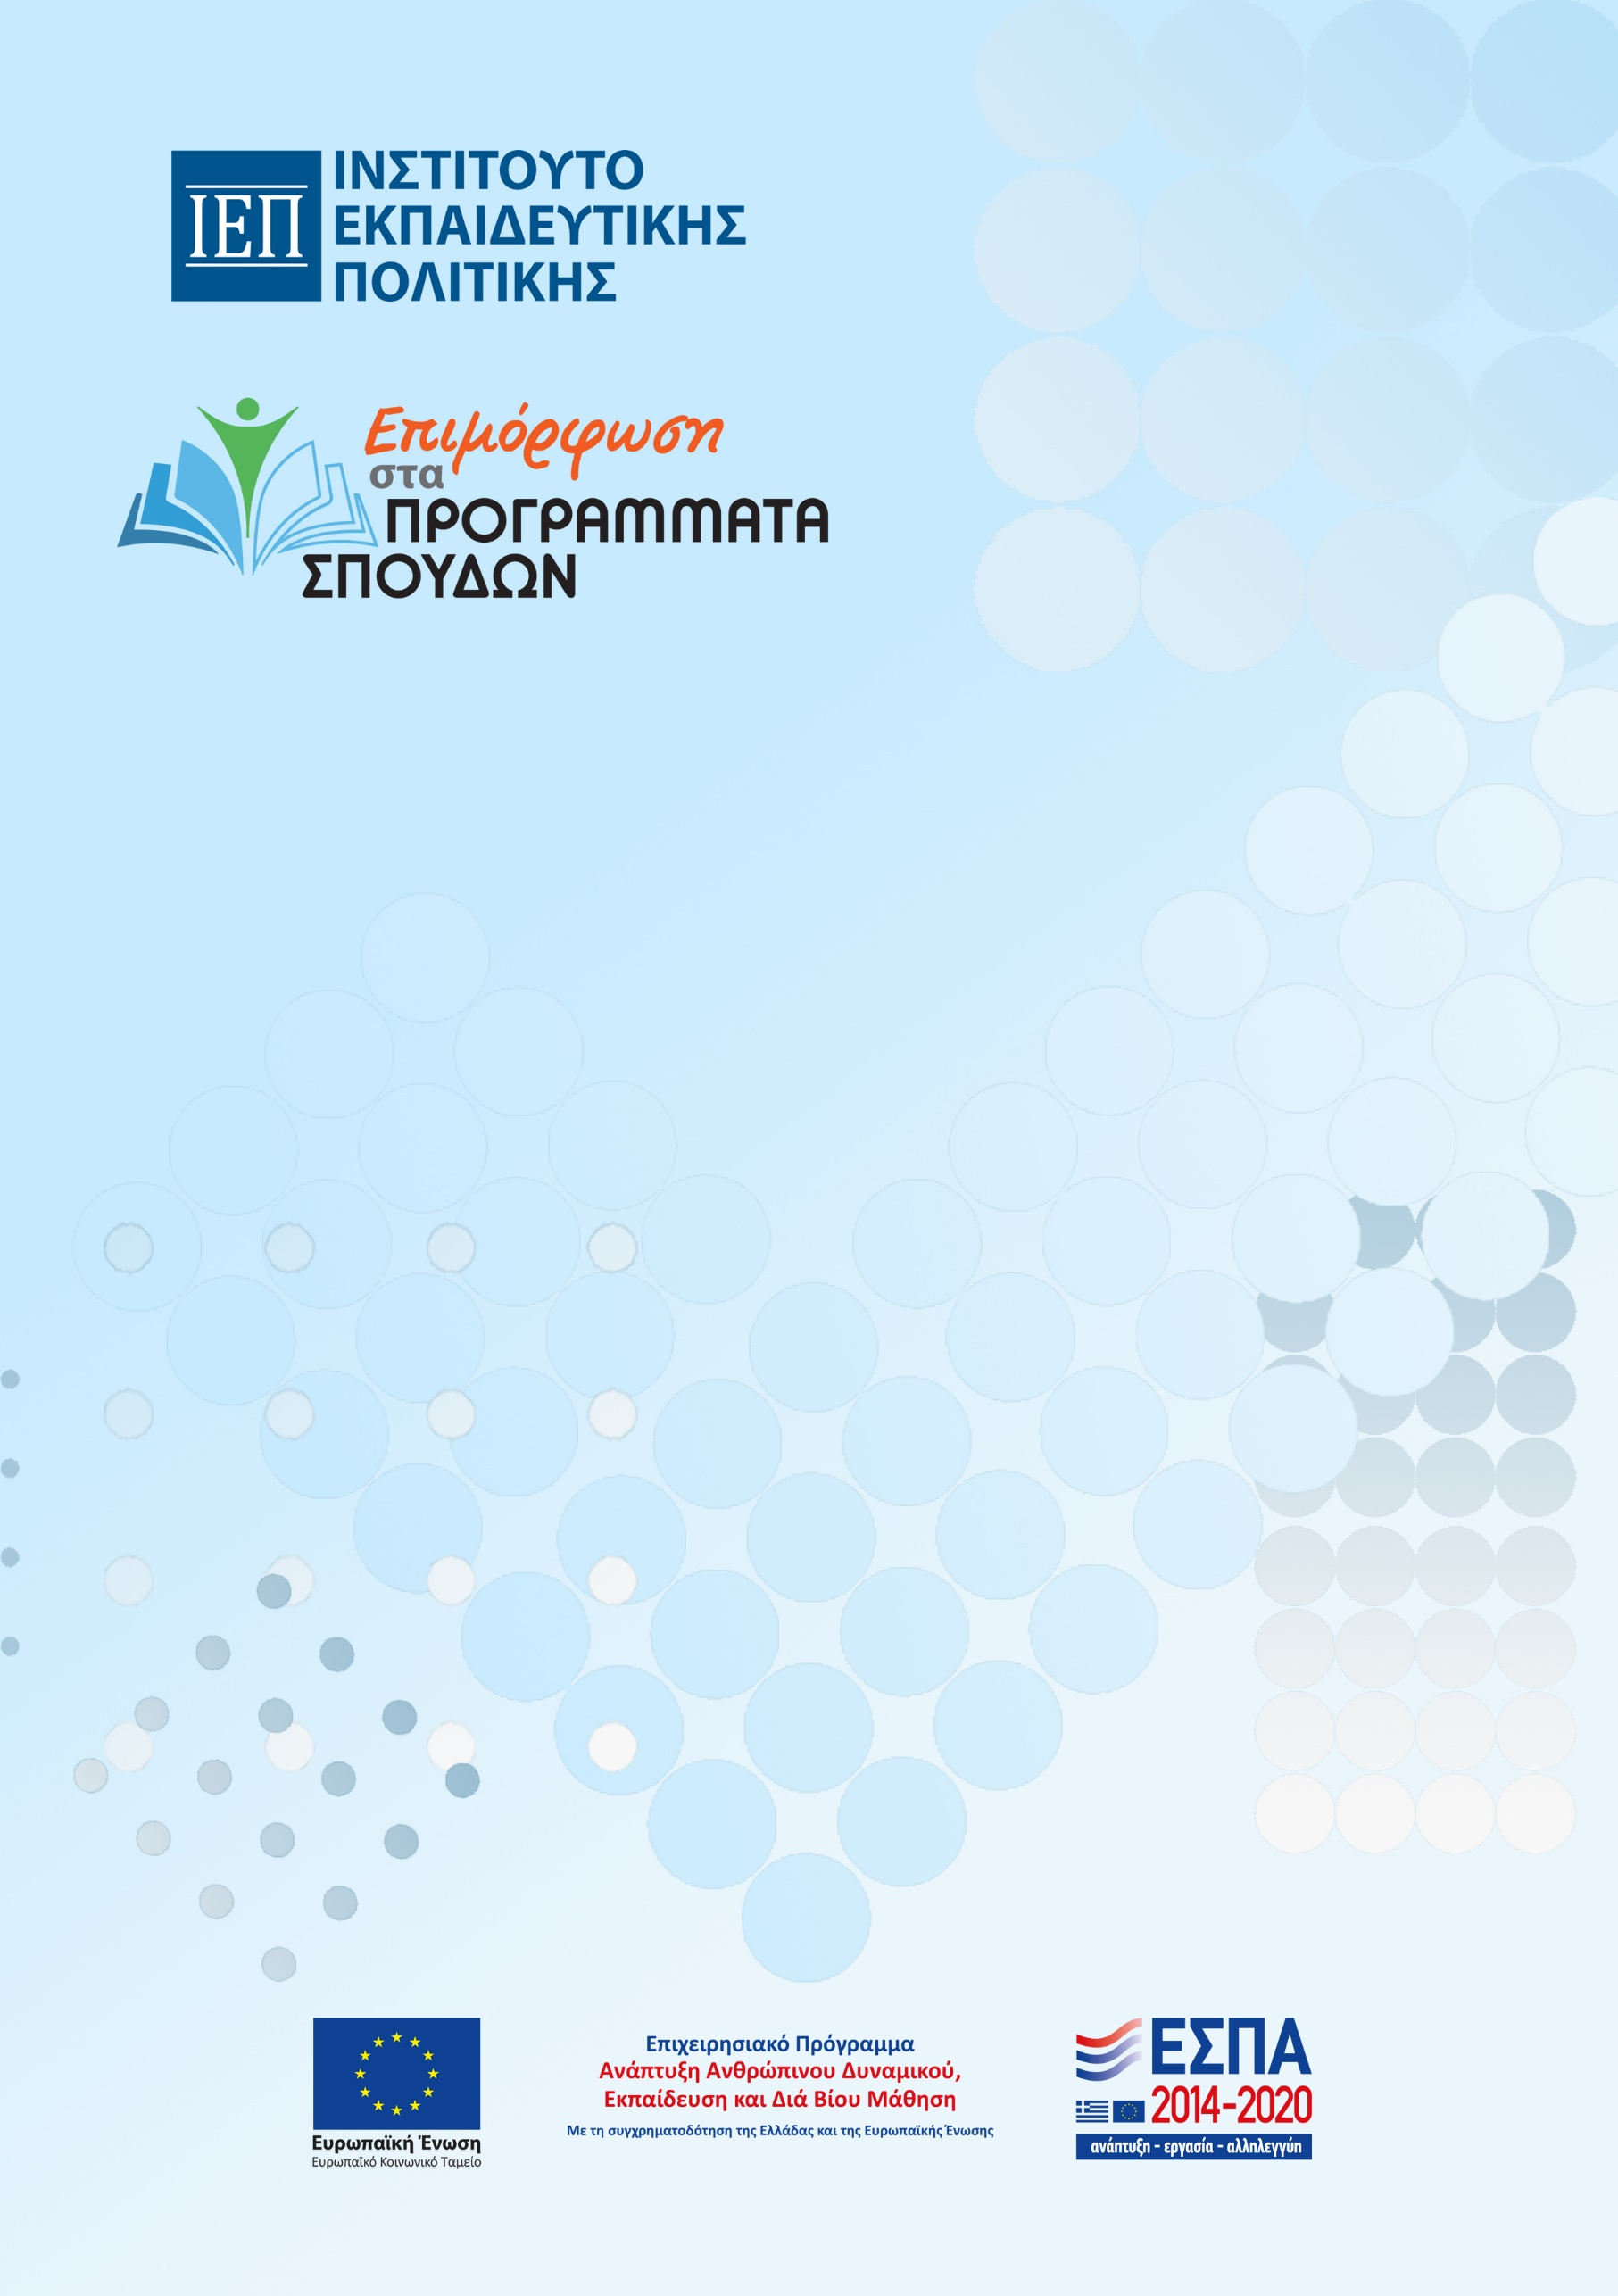 ΙΕΠ
ΙΝΣΤΙΤΟΥΤΟ
ΕΚΠΑΙΔΕΥΤΙΚΗΣ
ΠΟΛΙΤΙΚΗΣ
Επιμόρφωση
στα
ΠΡΟΓΡΑΜΜΑΤΑ
ΣΠΟΥΔΩΝ
Ευρωπαϊκή Ένωση
Ευρωπαϊκό Κοινωνικό Ταμείο
Επιχειρησιακό Πρόγραμμα
Ανάπτυξη Ανθρώπινου Δυναμικού,
Εκπαίδευση και Διά Βίου Μάθηση
Με τη συγχρηματοδότηση της Ελλάδας και της Ευρωπαϊκής Ένωσης
ΕΣΠΑ
2014-2020
ανάπτυξη - εργασία - αλληλεγγύη